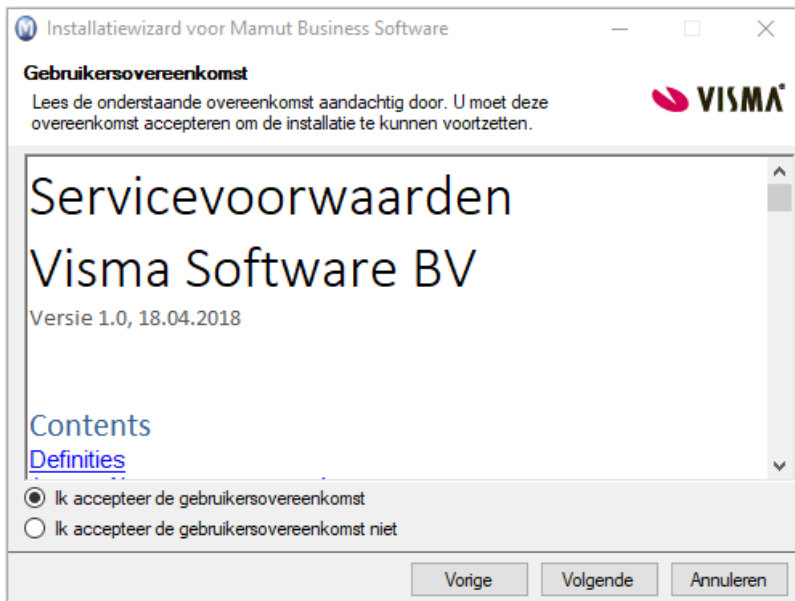 Installatiewizard voor Mamut Business Software
Gebruikersovereenkomst
Lees de onderstaande overeenkomst aandachtig door. U moet deze
overeenkomst accepteren om de installatie te kunnen voortzetten.
VISMA
Servicevoorwaarden
Visma Software BV
Versie 1.0, 18.04.2018
Contents
Definities
Ik accepteer de gebruikersovereenkomst
Ik accepteer de gebruikersovereenkomst niet
Vorige
Volgende
Annuleren